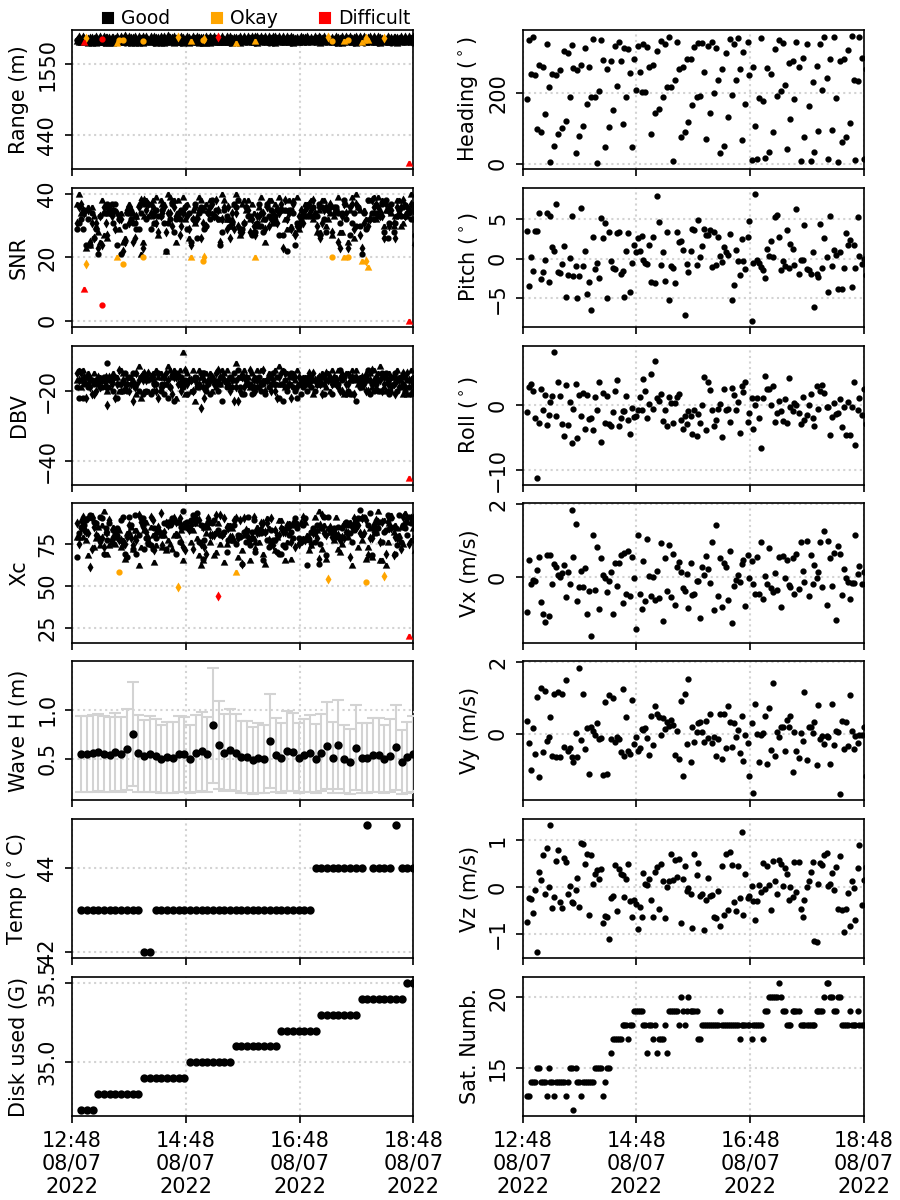 Good Okay Difficult
Range (m)
1550
440
Heading (°)
200
0
SNR
40
20
0
Pitch (°)
5
0
−5
DBV
−20
−40
Roll (°)
0
−10
Xc
75
50
25
Vx (m/s)
2
0
Wave H (m)
1.0
0.5
Vy (m/s)
2
0
Temp (°C)
44
42
Vz (m/s)
1
0
−1
Disk used (G)
35.5
35.0
Sat. Numb.
20
15
12:48 14:48 16:48 18:48 12:48 14:48 16:48 18:48
08/07 08/07 08/07 08/07 08/07 08/07 08/07 08/07
2022 2022 2022 2022 2022 2022 2022 2022